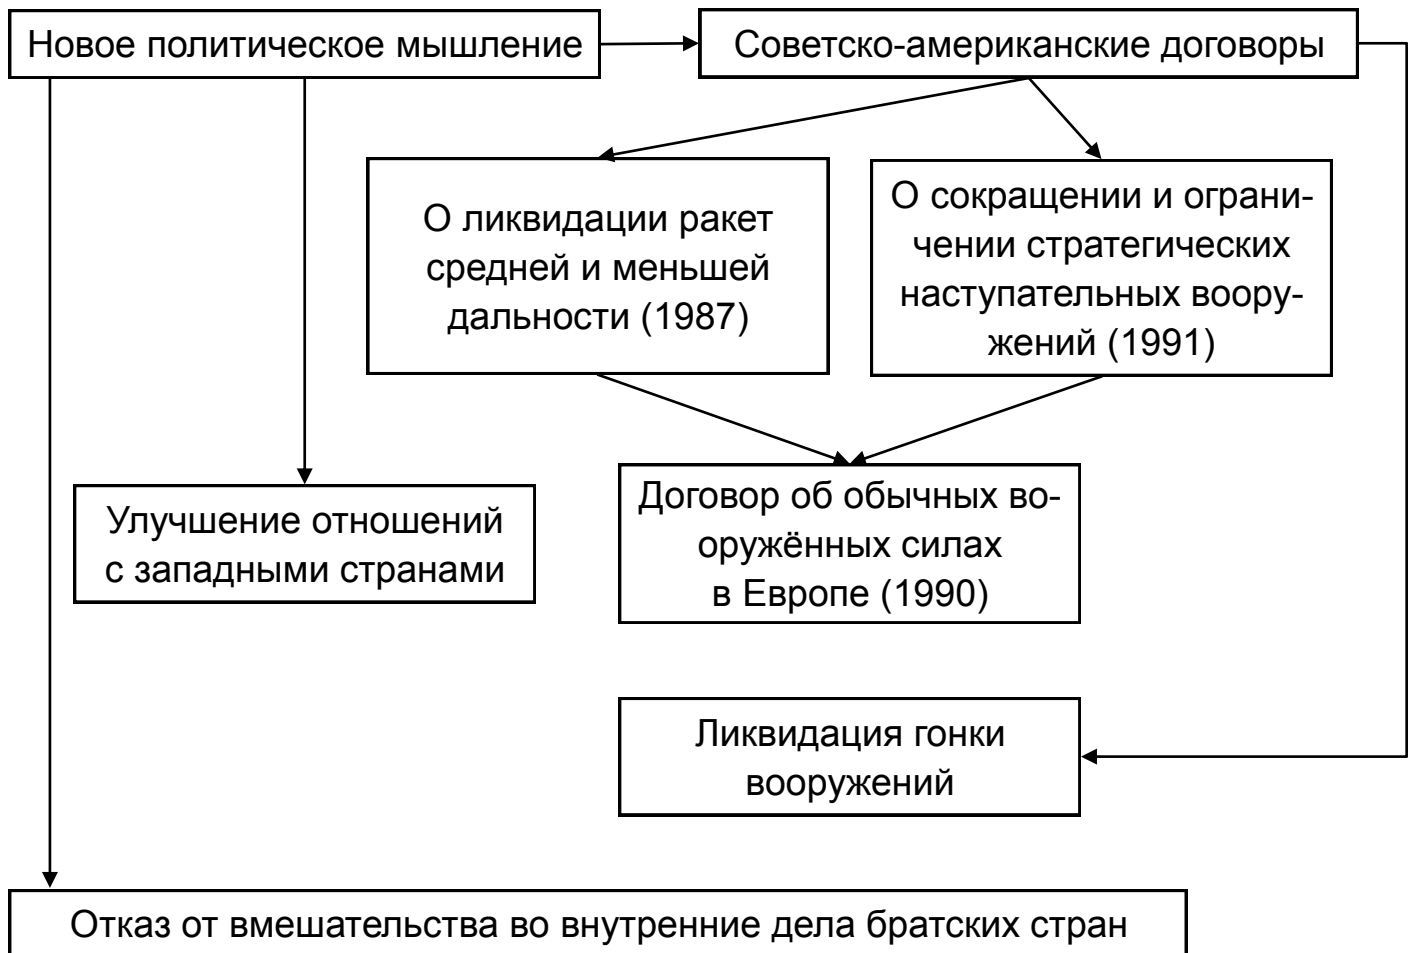 Новое политическое мышление
Советско-американские договоры
О ликвидации ракет
средней и меньшей
дальности (1987)
О сокращении и ограни-
чении стратегических
наступательных воору-
жений (1991)
Улучшение отношений
с западными странами
Договор об обычных во-
оружённых силах
в Европе (1990)
Ликвидация гонки
вооружений
Отказ от вмешательства во внутренние дела братских стран